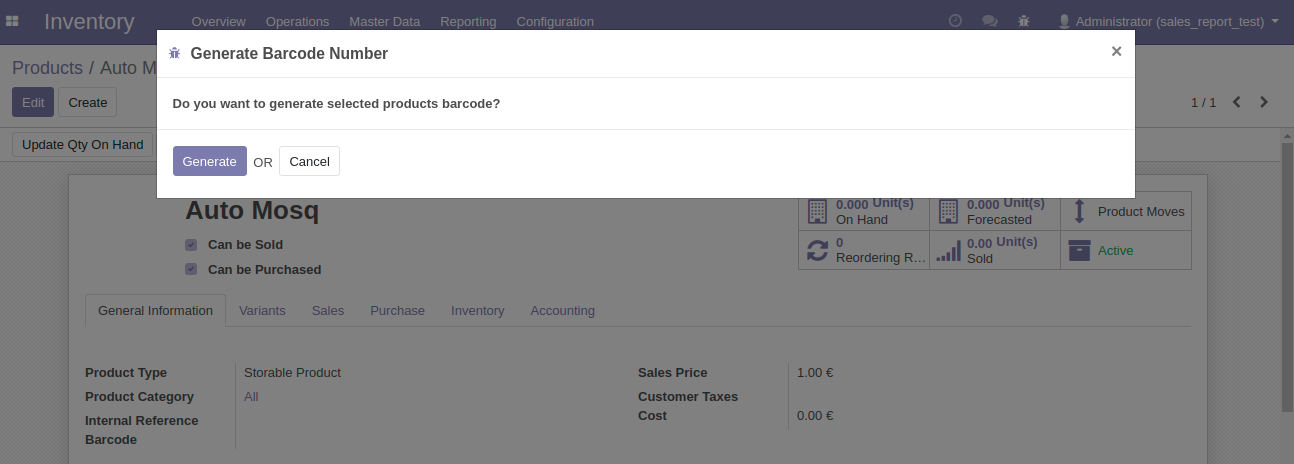 Inventory Overview Operations Master Data Reporting Configuration Administrator (sales_report_test)
Generate Barcode Number ×
Products / Auto M
Do you want to generate selected products barcode?
Edit Create 1 / 1
Update Qty On Hand
Generate OR Cancel
Auto Mosq
0.000 Unit(s)
On Hand
0.000 Unit(s)
Forecasted
Product Moves
Can be Sold
0
Reordering R...
0.00 Unit(s)
Sold
Active
Can be Purchased
General Information Variants Sales Purchase Inventory Accounting
Product Type Storable Product Sales Price 1.00 €
Product Category All Customer Taxes
Internal Reference Cost 0.00 €
Barcode